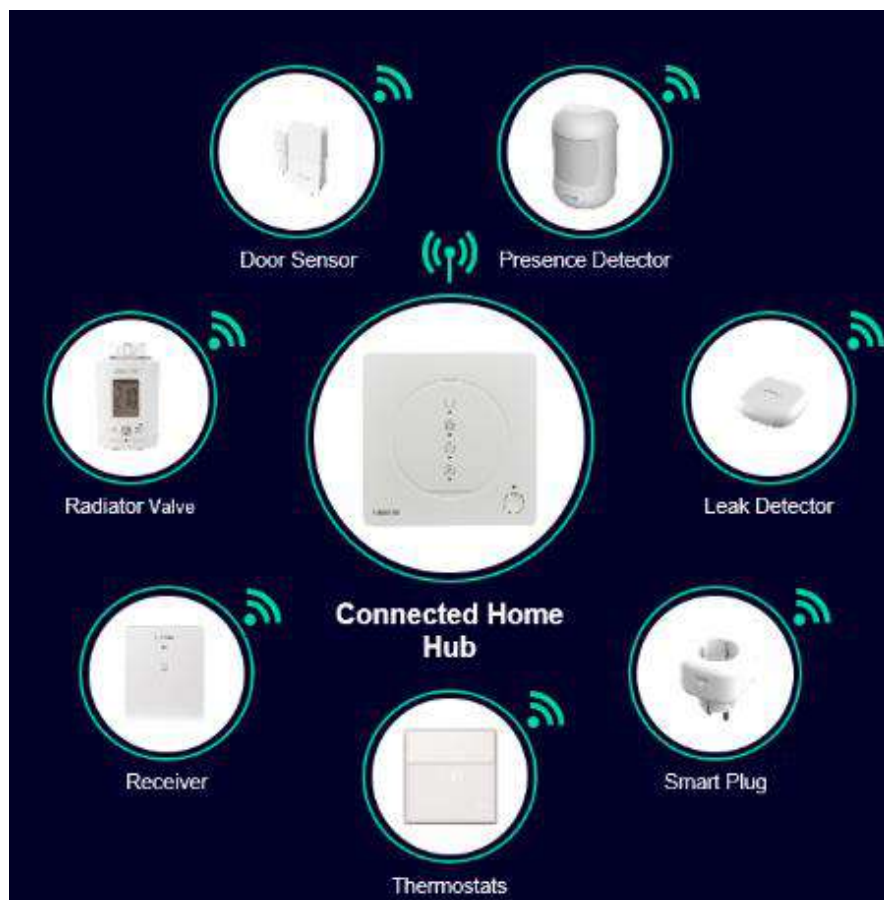 Door Sensor
Presence Detector
Radiator Valve
Leak Detector
Connected Home
Hub
Receiver
Smart Plug
Thermostats